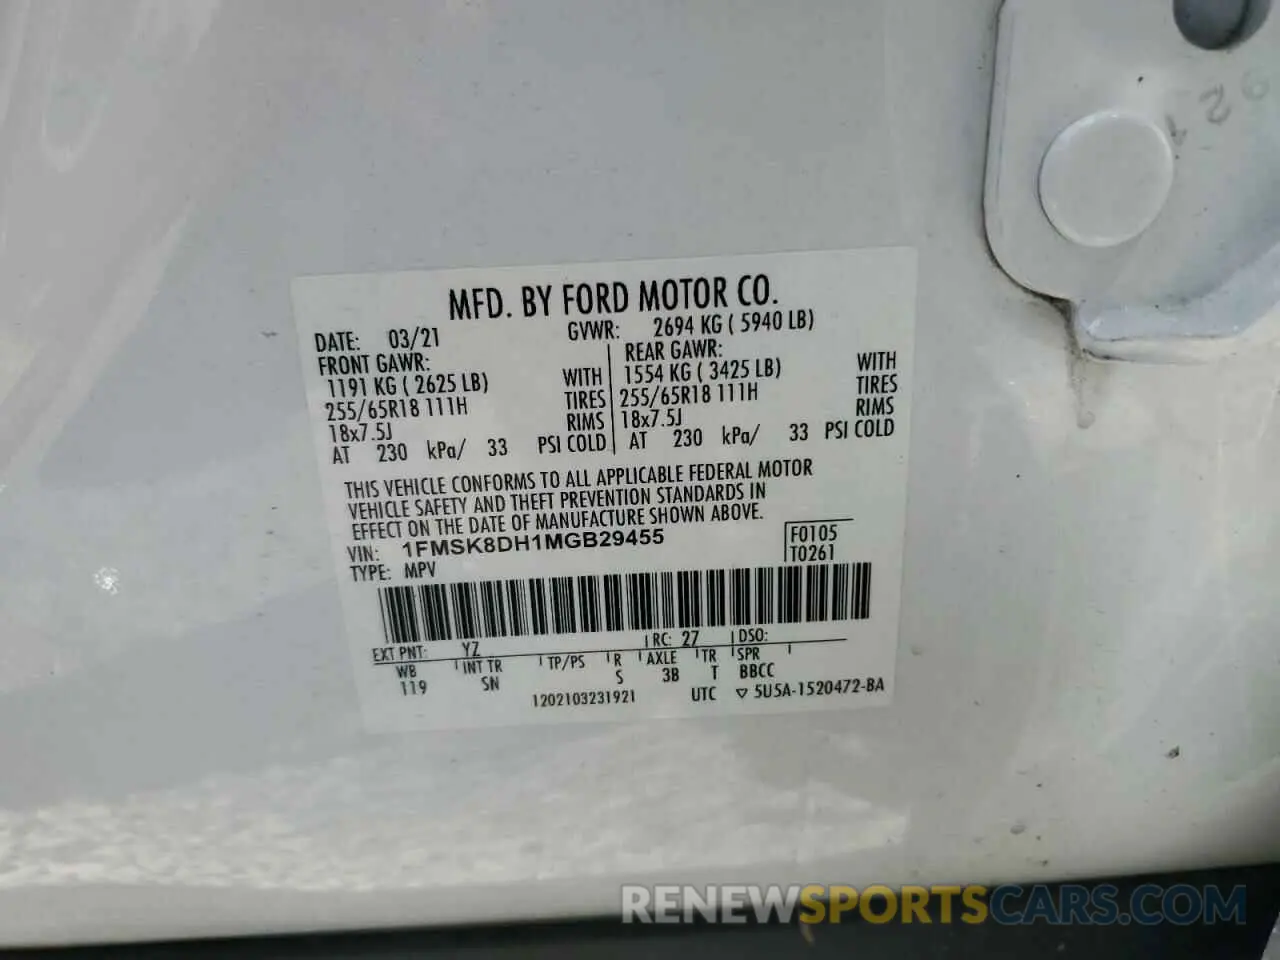 MFD. BY FORD MOTOR CO.
DATE: 03/21 GVWR: 2694 KG ( 5940 LB)
FRONT GAWR: REAR GAWR:
1191 KG ( 2625 LB) WITH 1554 KG ( 3425 LB) WITH
255/65R18 111H TIRES 255/65R18 111H TIRES
18x7.5J RIMS 18x7.5J RIMS
AT 230 kPa/ 33 PSI COLD AT 230 kPa/ 33 PSI COLD
THIS VEHICLE CONFORMS TO ALL APPLICABLE FEDERAL MOTOR
VEHICLE SAFETY AND THEFT PREVENTION STANDARDS IN
EFFECT ON THE DATE OF MANUFACTURE SHOWN ABOVE.
VIN: 1FMSK8DH1MGB29455 F0105
TYPE: MPV T0261
EXT PNT: YZ RC: 27 DSO:
WB INT TR TP/PS R AXLE TR SPR
119 SN S 3B T BBCC
1202103231921 UTC ▽ 5U5A-1520472-BA
RENEWSPORTSCARS.COM